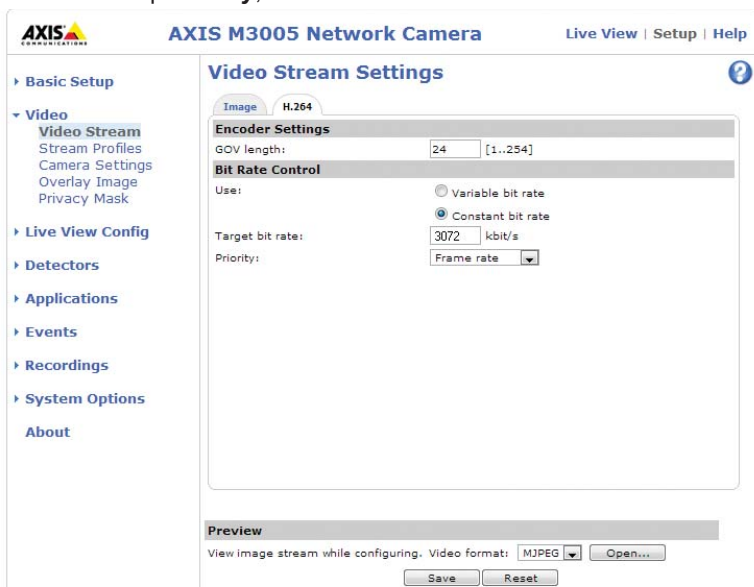 AXIS
COMMUNICATIONS
AXIS M3005 Network Camera
Live View | Setup | Help
Basic Setup
Video
Video Stream
Stream Profiles
Camera Settings
Overlay Image
Privacy Mask
Live View Config
Detectors
Applications
Events
Recordings
System Options
About
Video Stream Settings
?
Image H.264
Encoder Settings
GOV length: 24 [1..254]
Bit Rate Control
Use: Variable bit rate
Constant bit rate
Target bit rate: 3072 kbit/s
Priority: Frame rate
Preview
View image stream while configuring. Video format: MJPEG Open...
Save Reset